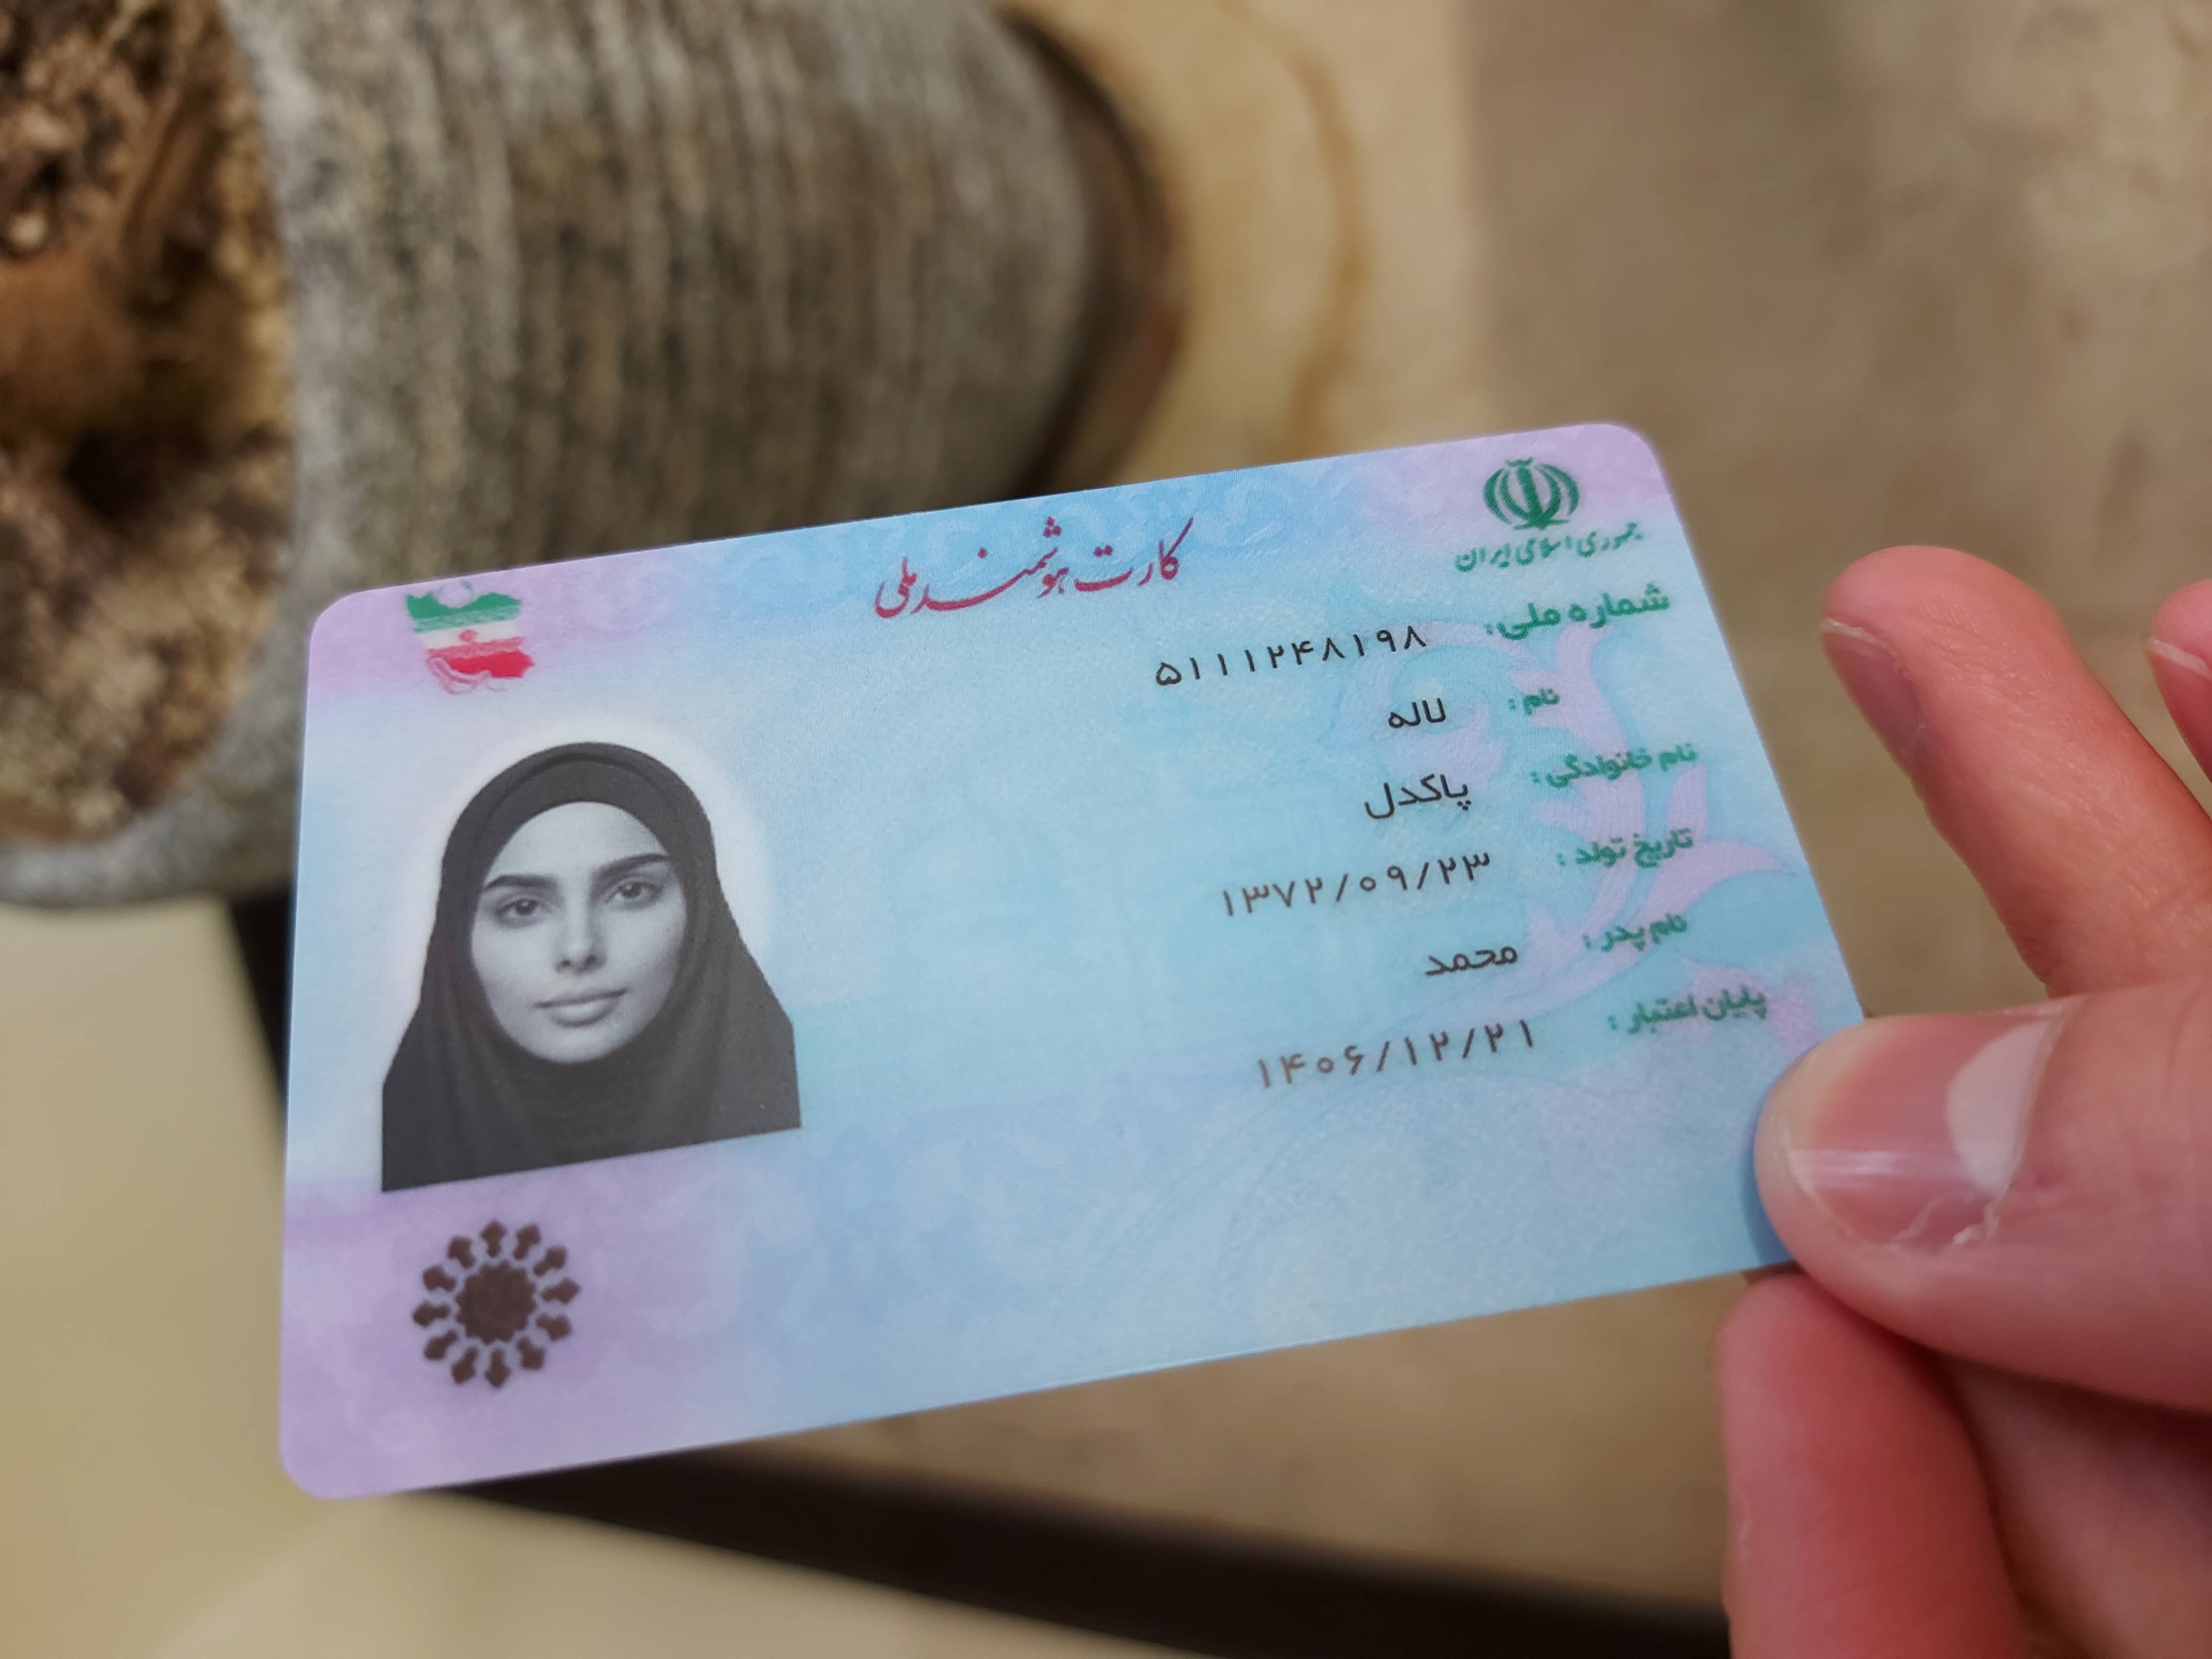 جمهوری اسلامی ایران
کارت هوشمند ملی
شماره ملی: ۵۱۱۱۲۴۸۱۹۸
نام: لاله
نام خانوادگی: پاکدل
تاریخ تولد: ۱۳۷۲/۰۹/۲۳
نام پدر: محمد
پایان اعتبار: ۱۴۰۶/۱۲/۲۱